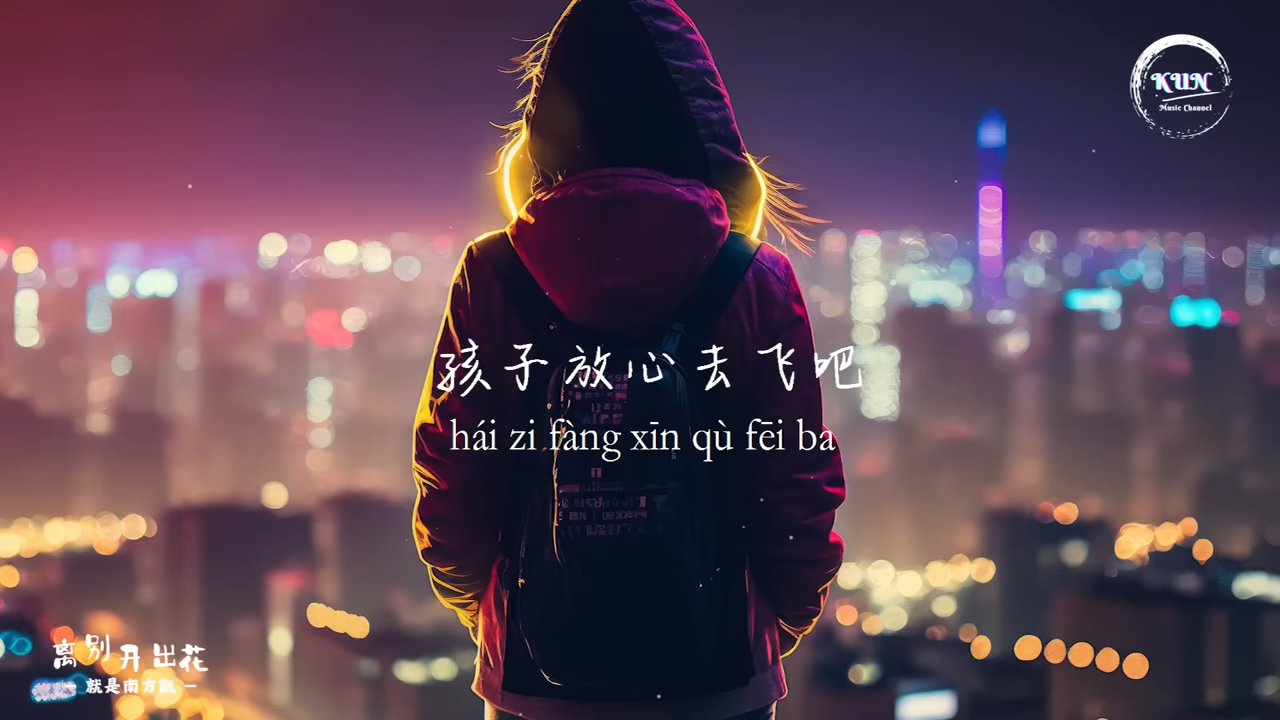 KUN
Music Channel
孩子放心去飞吧
hái zi fàng xīn qù fēi ba
离别开出花
就是南方凯 一